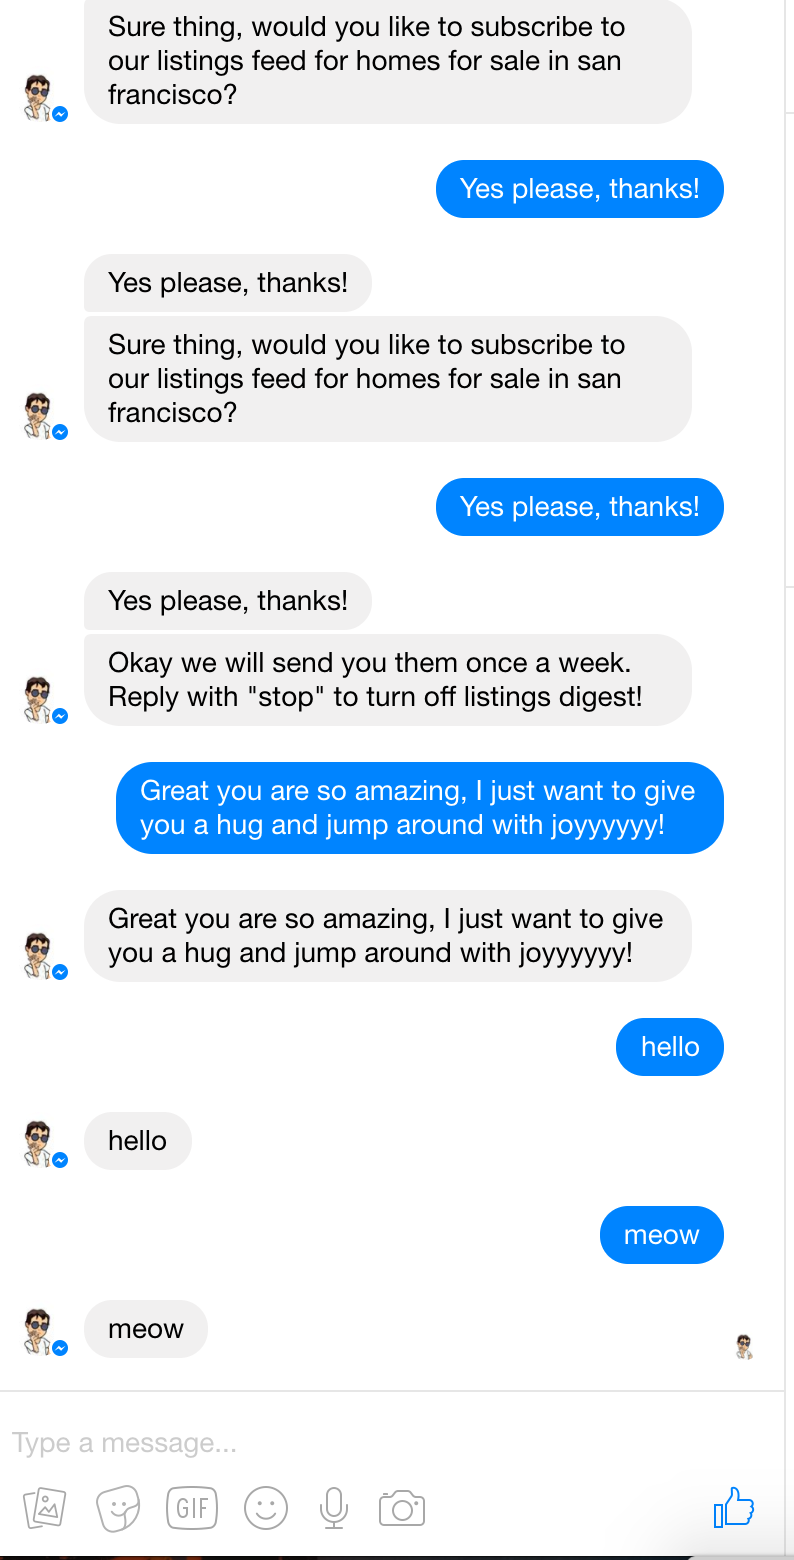 Sure thing, would you like to subscribe to
our listings feed for homes for sale in san
francisco?
Yes please, thanks!
Yes please, thanks!
Sure thing, would you like to subscribe to
our listings feed for homes for sale in san
francisco?
Yes please, thanks!
Yes please, thanks!
Okay we will send you them once a week.
Reply with "stop" to turn off listings digest!
Great you are so amazing, I just want to give
you a hug and jump around with joyyyyyy!
Great you are so amazing, I just want to give
you a hug and jump around with joyyyyyy!
hello
hello
meow
meow
Type a message...
GIF